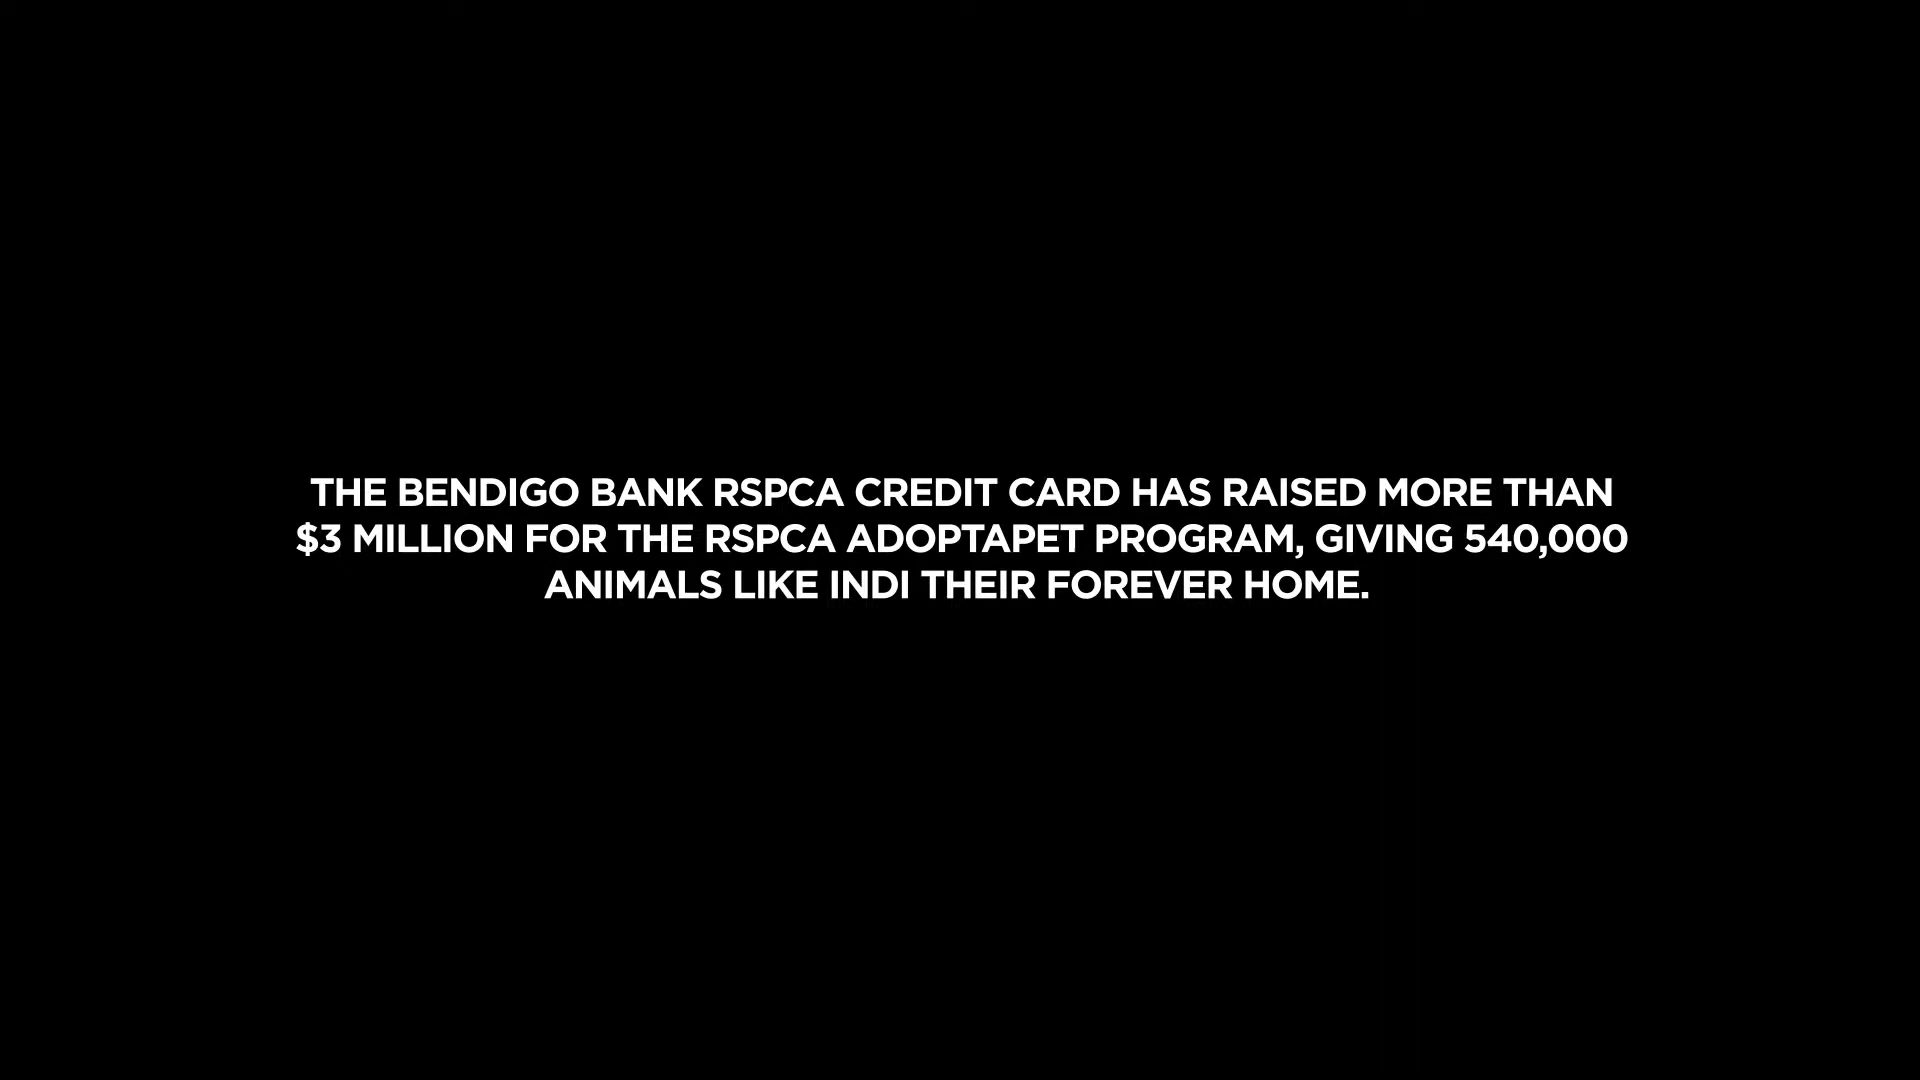 THE BENDIGO BANK RSPCA CREDIT CARD HAS RAISED MORE THAN
$3 MILLION FOR THE RSPCA ADOPTAPET PROGRAM, GIVING 540,000
ANIMALS LIKE INDI THEIR FOREVER HOME.